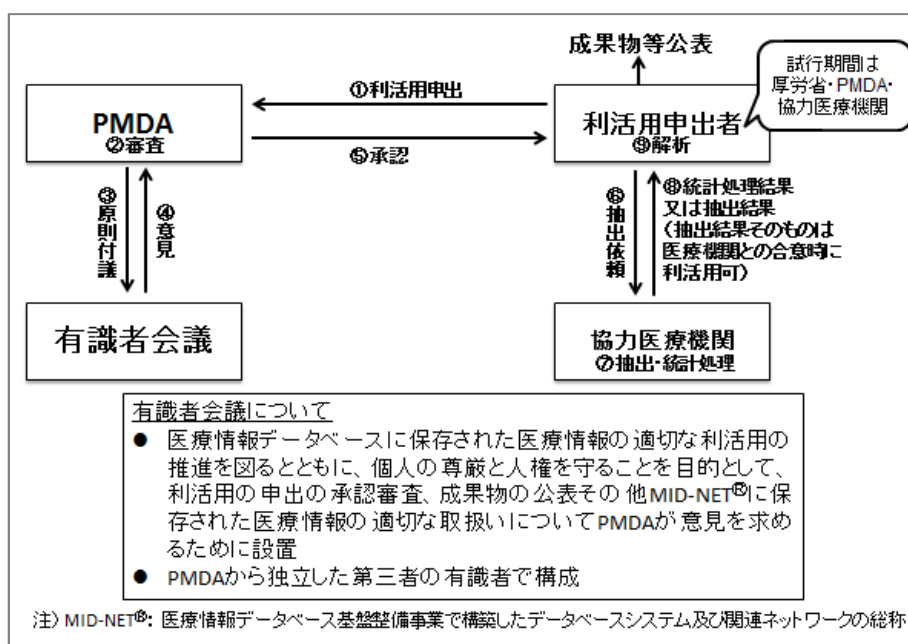 成果物等公表
試行期間は
厚労省・PMDA・
協力医療機関
①利活用申出
PMDA
②審査
利活用申出者
⑨解析
⑤承認
③原則付議
④意見
⑥抽出依頼
⑧統計処理結果
又は抽出結果
（抽出結果そのものは
医療機関との合意時に
利活用可）
有識者会議
協力医療機関
⑦抽出・統計処理
有識者会議について
● 医療情報データベースに保存された医療情報の適切な利活用の
推進を図るとともに、個人の尊厳と人権を守ることを目的として、
利活用の申出の承認審査、成果物の公表その他MID-NET®に保
存された医療情報の適切な取扱いについてPMDAが意見を求め
るために設置
● PMDAから独立した第三者の有識者で構成
注）MID-NET®：医療情報データベース基盤整備事業で構築したデータベースシステム及び関連ネットワークの総称